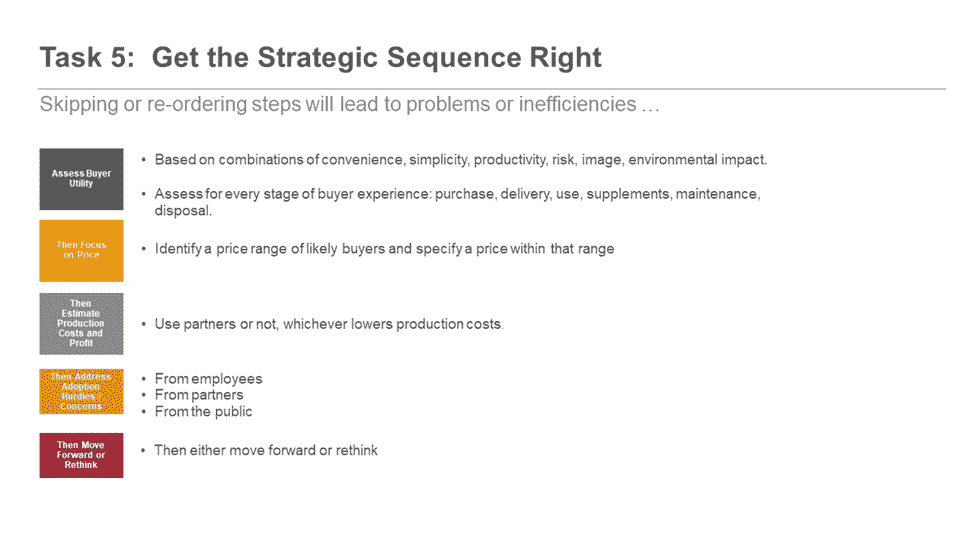 Task 5: Get the Strategic Sequence Right
Skipping or re-ordering steps will lead to problems or inefficiencies …
Assess Buyer
Utility
• Based on combinations of convenience, simplicity, productivity, risk, image, environmental impact.
• Assess for every stage of buyer experience: purchase, delivery, use, supplements, maintenance,
disposal.
Then Focus
on Price
• Identify a price range of likely buyers and specify a price within that range
Then
Estimate
Production
Costs and
Profit
• Use partners or not, whichever lowers production costs.
Then Address
Adoption
Hurdles /
Concerns
• From employees
• From partners
• From the public
Then Move
Forward or
Rethink
• Then either move forward or rethink